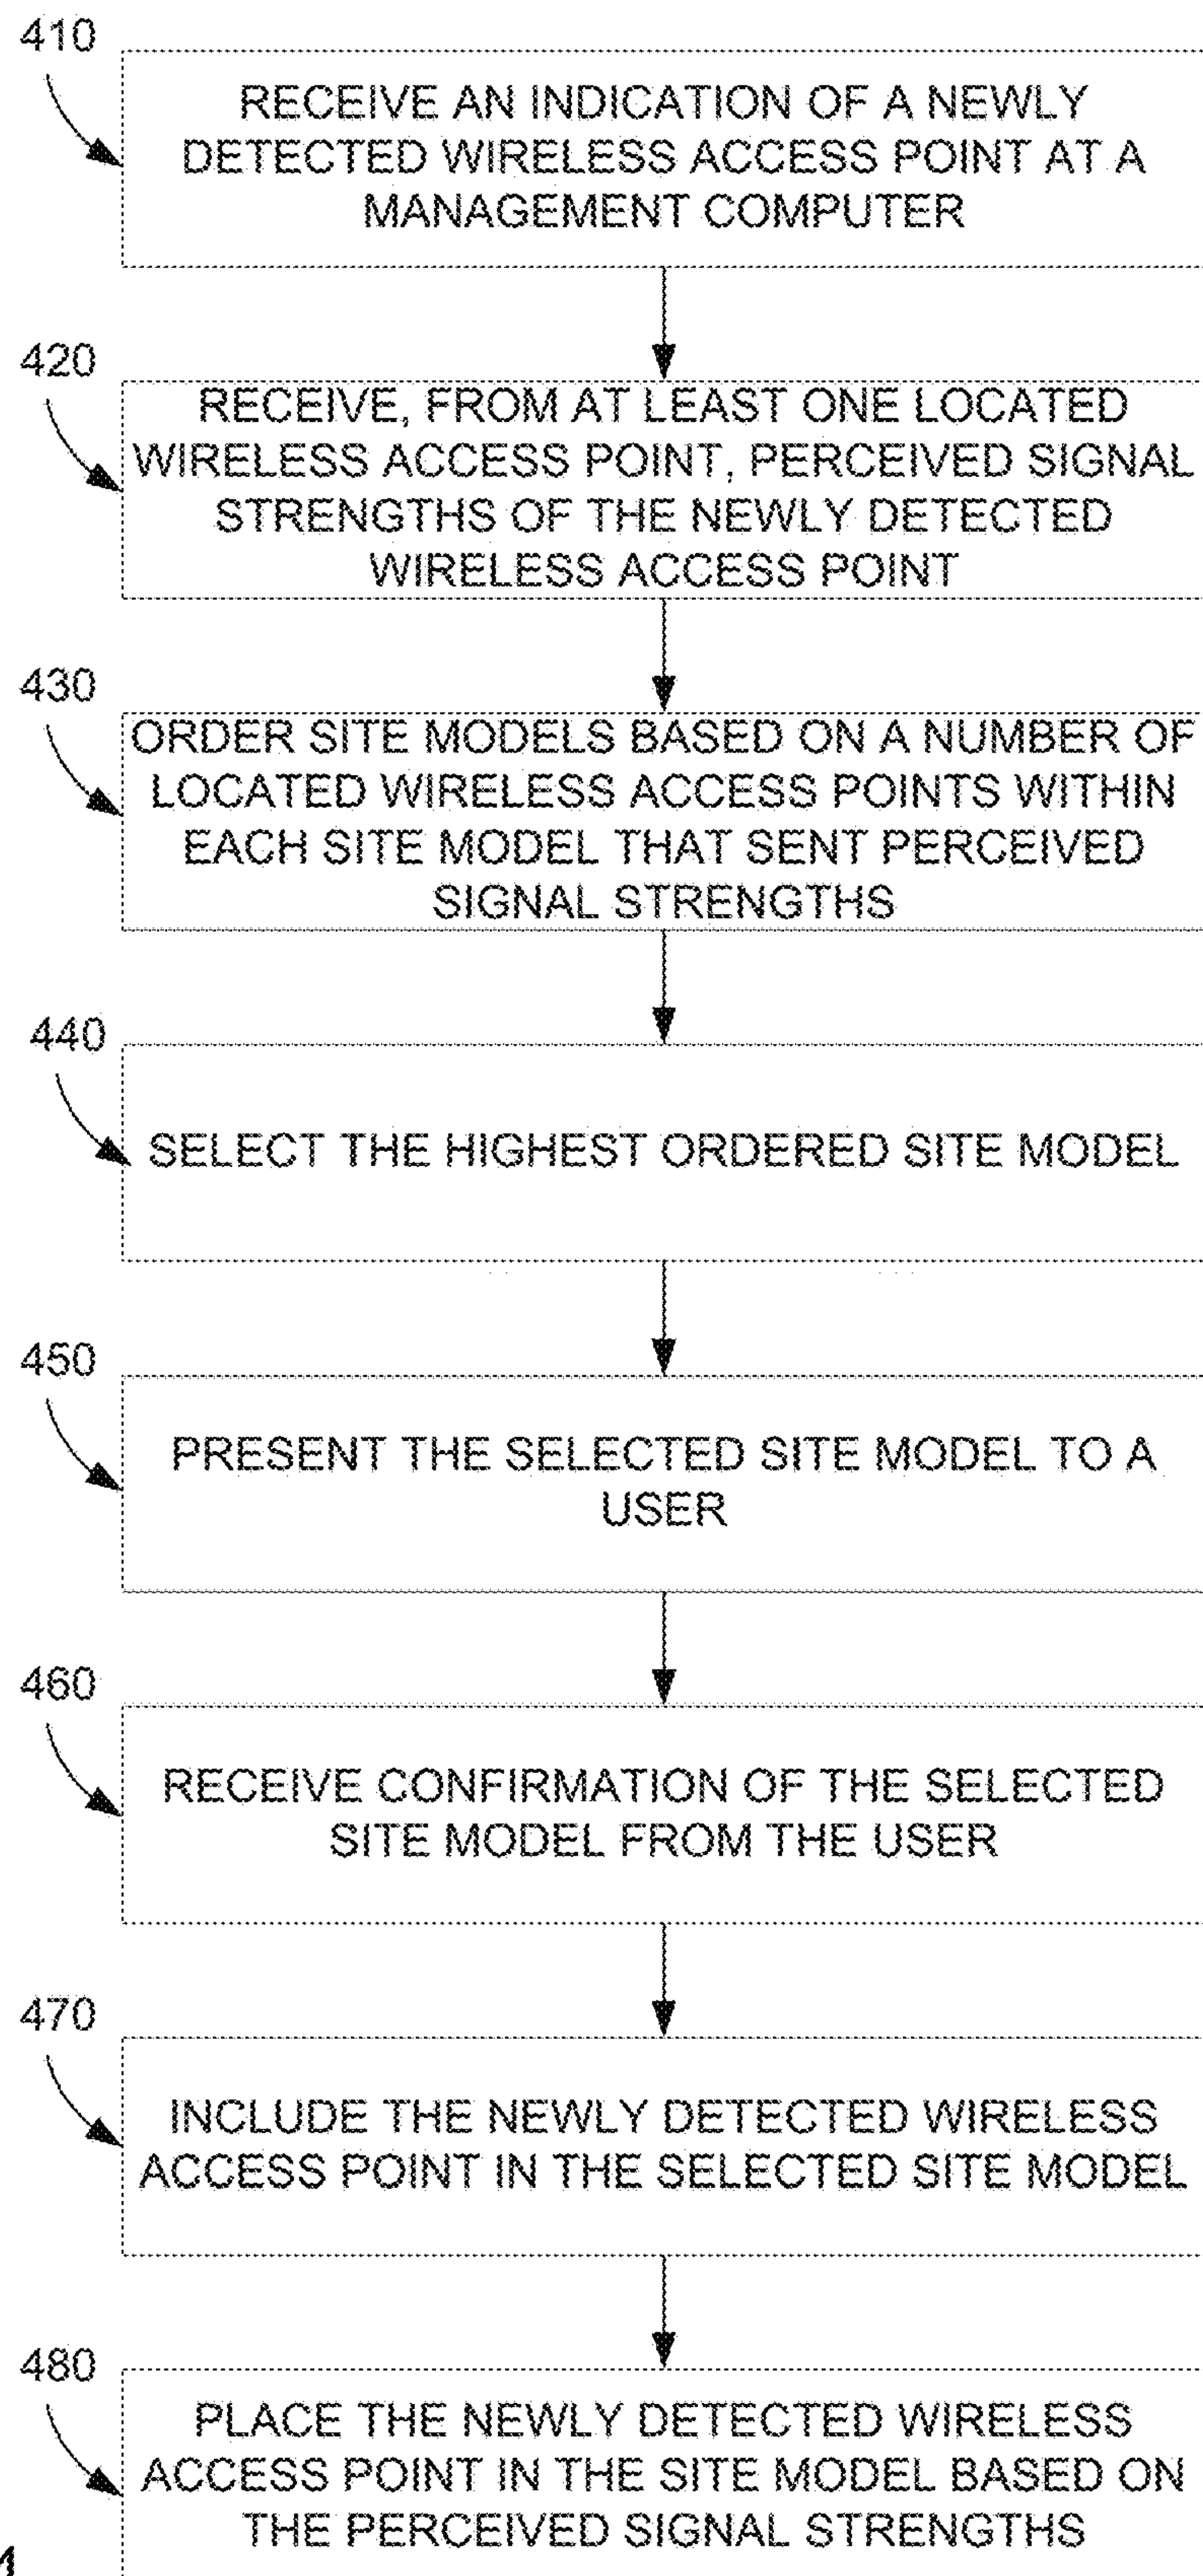 410
RECEIVE AN INDICATION OF A NEWLY
DETECTED WIRELESS ACCESS POINT AT A
MANAGEMENT COMPUTER
420
RECEIVE, FROM AT LEAST ONE LOCATED
WIRELESS ACCESS POINT, PERCEIVED SIGNAL
STRENGTHS OF THE NEWLY DETECTED
WIRELESS ACCESS POINT
430
ORDER SITE MODELS BASED ON A NUMBER OF
LOCATED WIRELESS ACCESS POINTS WITHIN
EACH SITE MODEL THAT SENT PERCEIVED
SIGNAL STRENGTHS
440
SELECT THE HIGHEST ORDERED SITE MODEL
450
PRESENT THE SELECTED SITE MODEL TO A
USER
460
RECEIVE CONFIRMATION OF THE SELECTED
SITE MODEL FROM THE USER
470
INCLUDE THE NEWLY DETECTED WIRELESS
ACCESS POINT IN THE SELECTED SITE MODEL
480
PLACE THE NEWLY DETECTED WIRELESS
ACCESS POINT IN THE SITE MODEL BASED ON
THE PERCEIVED SIGNAL STRENGTHS